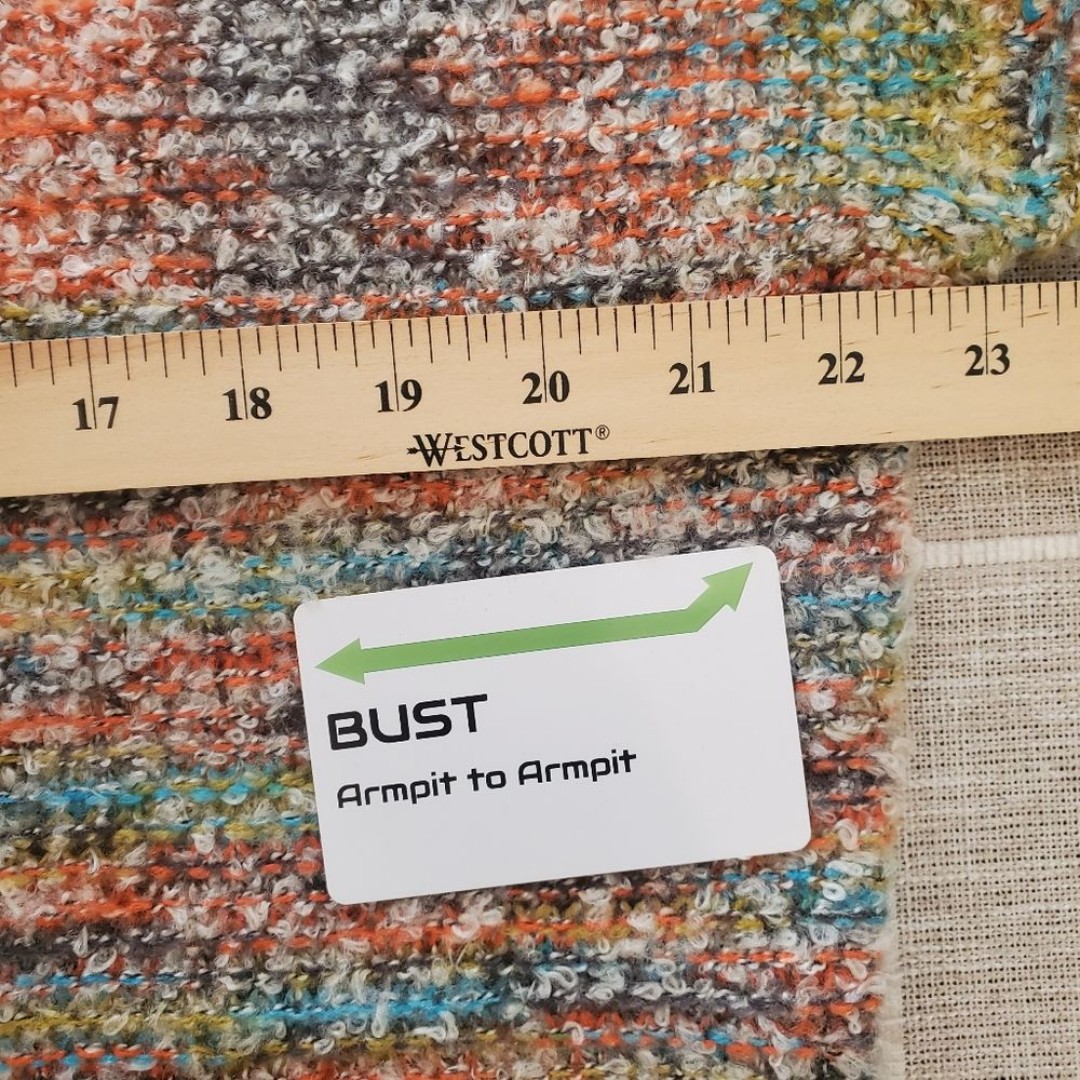 17 18 19 20 21 22 23
WESTCOTT®
BUST
Armpit to Armpit